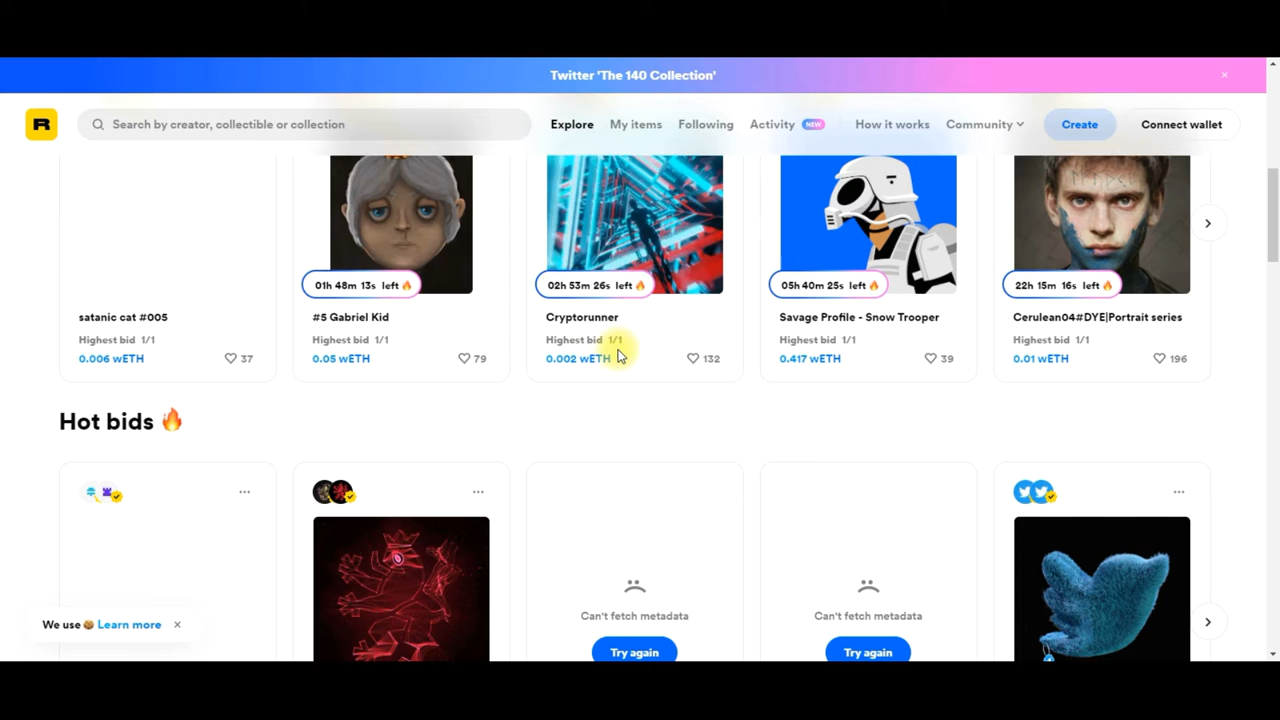 Twitter 'The 140 Collection'
R Search by creator, collectible or collection Explore My items Following Activity NEW How it works Community Create Connect wallet
01h 48m 13s left 🔥 02h 53m 26s left 🔥 05h 40m 25s left 🔥 22h 15m 16s left 🔥
satanic cat #005 #5 Gabriel Kid Cryptorunner Savage Profile - Snow Trooper Cerulean04#DYE|Portrait series
Highest bid 1/1 Highest bid 1/1 Highest bid 1/1 Highest bid 1/1 Highest bid 1/1
0.006 wETH 37 0.05 wETH 79 0.002 wETH 132 0.417 wETH 39 0.01 wETH 196
Hot bids 🔥
Can't fetch metadata Can't fetch metadata
We use 🍪 Learn more
Try again Try again